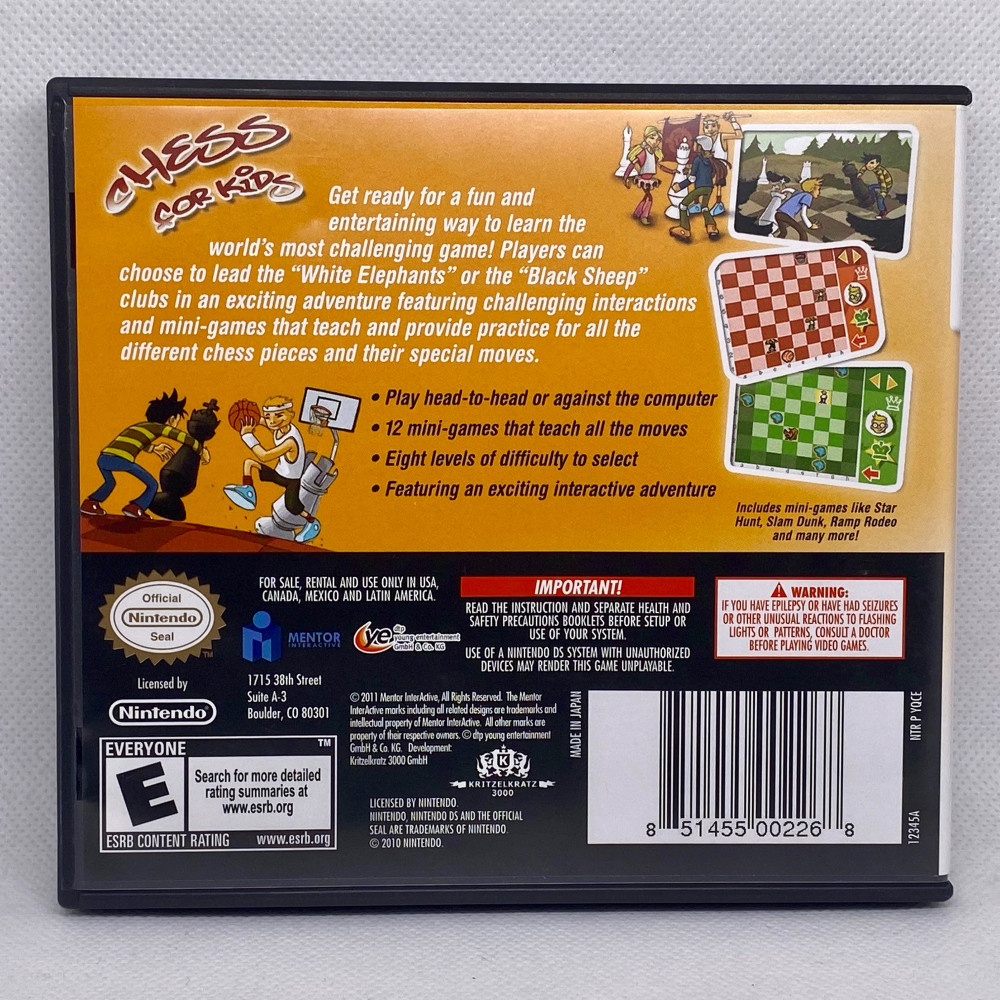 CHESS
FOR KIDS
Get ready for a fun and
entertaining way to learn the
world's most challenging game! Players can
choose to lead the "White Elephants" or the "Black Sheep"
clubs in an exciting adventure featuring challenging interactions
and mini-games that teach and provide practice for all the
different chess pieces and their special moves.
• Play head-to-head or against the computer
• 12 mini-games that teach all the moves
• Eight levels of difficulty to select
• Featuring an exciting interactive adventure
Includes mini-games like Star
Hunt, Slam Dunk, Ramp Rodeo
and many more!
Official
Nintendo
Seal
TM
Licensed by
Nintendo
FOR SALE, RENTAL AND USE ONLY IN USA,
CANADA, MEXICO AND LATIN AMERICA.
MENTOR
INTERACTIVE
dtp
young entertainment
GmbH & Co. KG
1715 38th Street
Suite A-3
Boulder, CO 80301
IMPORTANT!
READ THE INSTRUCTION AND SEPARATE HEALTH AND
SAFETY PRECAUTIONS BOOKLETS BEFORE SETUP OR
USE OF YOUR SYSTEM.
USE OF A NINTENDO DS SYSTEM WITH UNAUTHORIZED
DEVICES MAY RENDER THIS GAME UNPLAYABLE.
WARNING:
IF YOU HAVE EPILEPSY OR HAVE HAD SEIZURES
OR OTHER UNUSUAL REACTIONS TO FLASHING
LIGHTS OR PATTERNS, CONSULT A DOCTOR
BEFORE PLAYING VIDEO GAMES.
EVERYONE
TM
E
Search for more detailed
rating summaries at
www.esrb.org
ESRB CONTENT RATING www.esrb.org
© 2011 Mentor InterActive, All Rights Reserved. The Mentor
InterActive marks including all related designs are trademarks and
intellectual property of Mentor InterActive. All other marks are
property of their respective owners. © dtp young entertainment
GmbH & Co. KG. Development:
Kritzelkratz 3000 GmbH
K
KRITZELKRATZ
3000
LICENSED BY NINTENDO.
NINTENDO, NINTENDO DS AND THE OFFICIAL
SEAL ARE TRADEMARKS OF NINTENDO.
© 2010 NINTENDO.
MADE IN JAPAN
8 51455 00226 8
NTR P YQCE
12345A